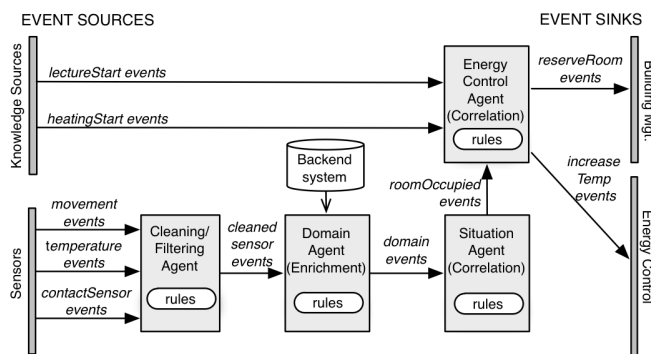 EVENT SOURCES
EVENT SINKS
Knowledge Sources
lectureStart events
heatingStart events
Energy
Control
Agent
(Correlation)
rules
reserveRoom
events
Building Mgt.
increase
Temp
events
Energy Control
Backend
system
roomOccupied
events
Sensors
movement
events
temperature
events
contactSensor
events
Cleaning/
Filtering
Agent
rules
cleaned
sensor
events
Domain
Agent
(Enrichment)
rules
domain
events
Situation
Agent
(Correlation)
rules